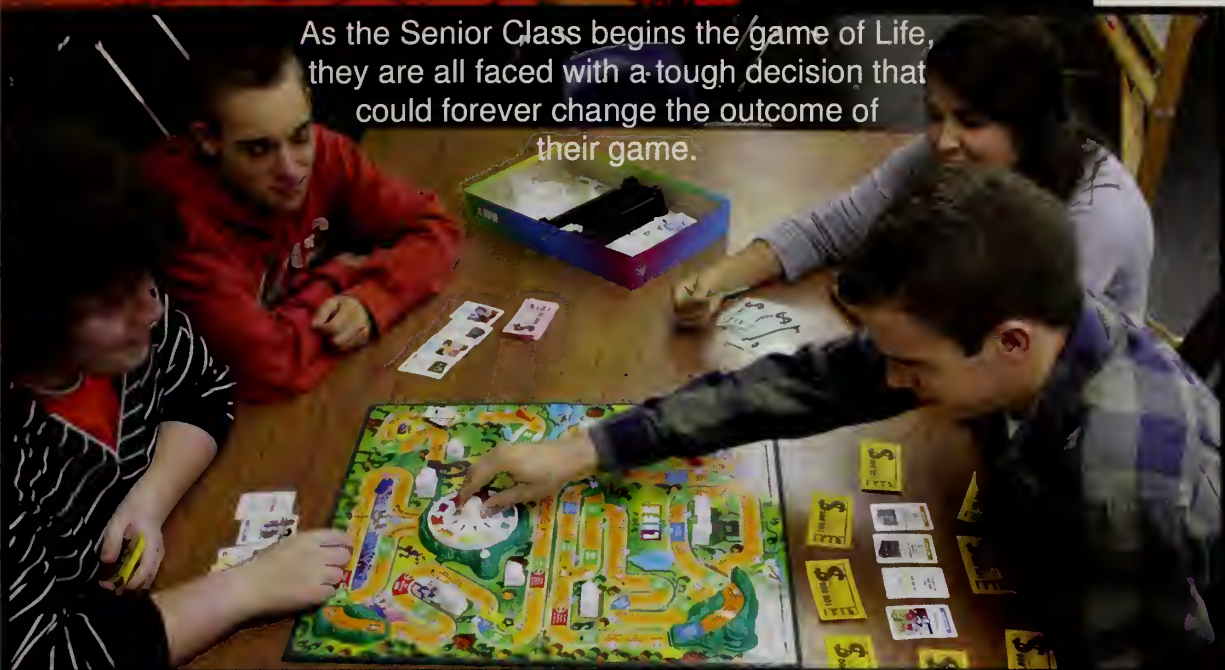 As the Senior Class begins the game of Life,
they are all faced with a tough decision that
could forever change the outcome of
their game.